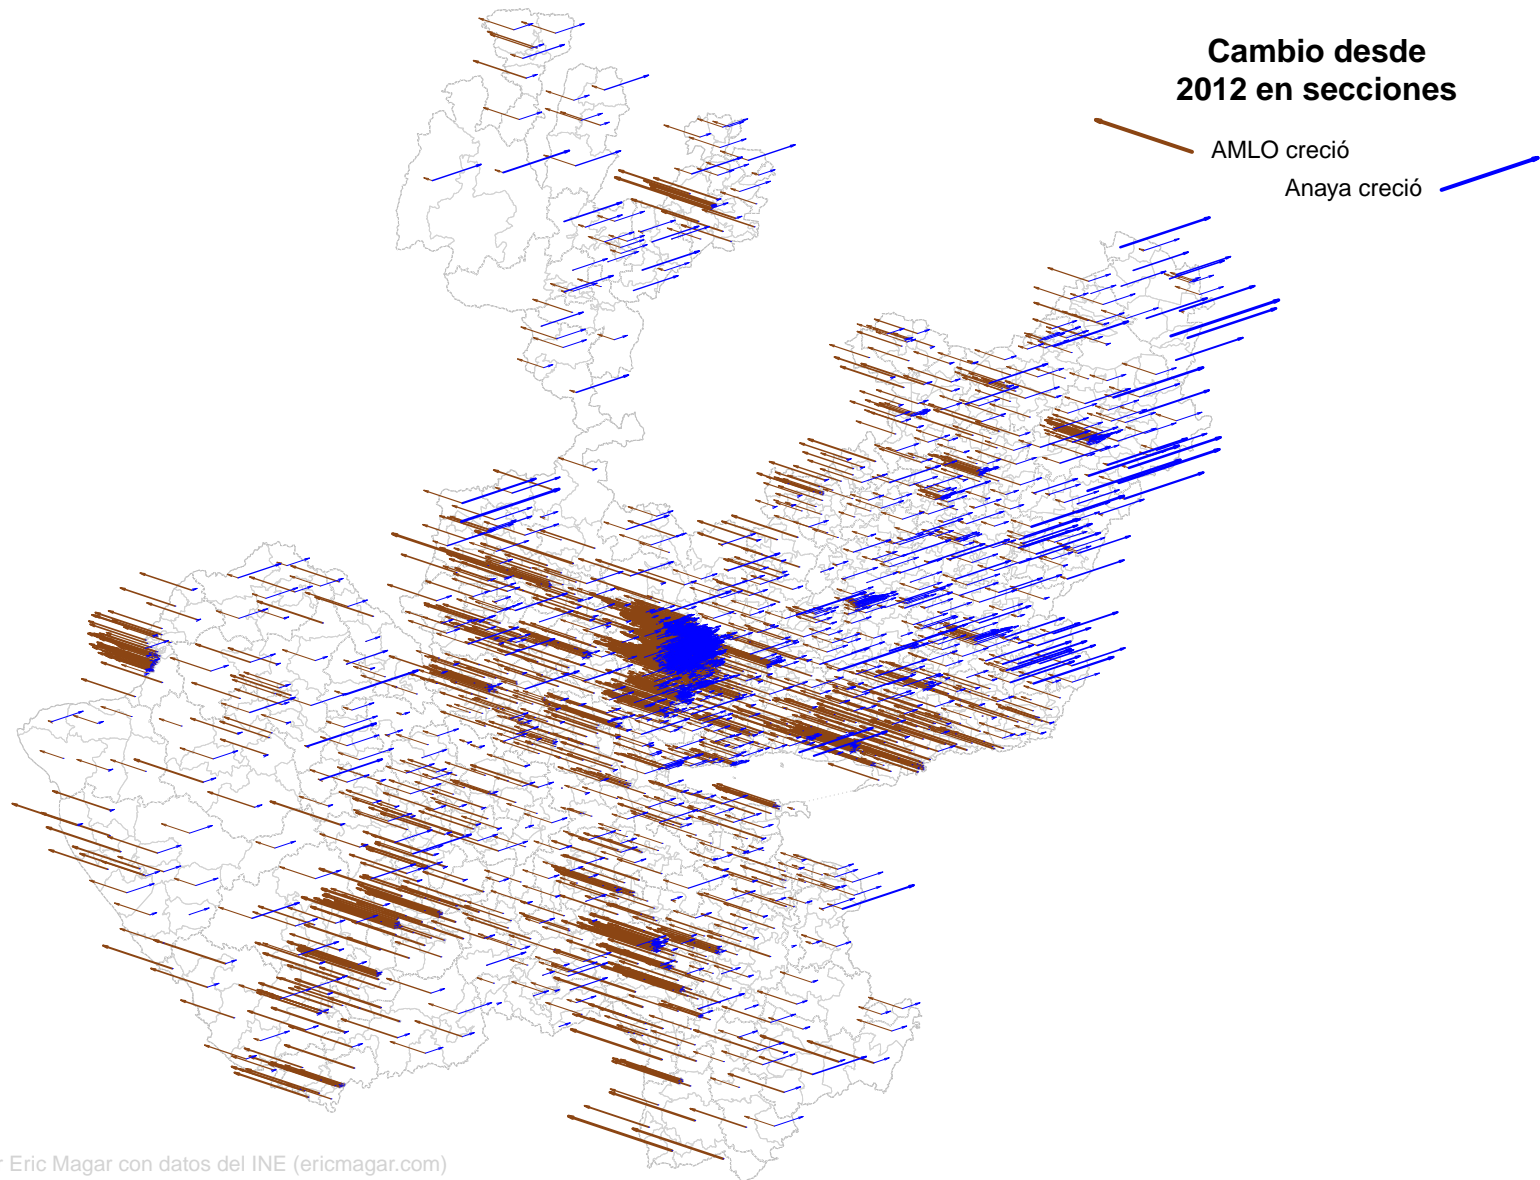 Cambio desde
2012 en secciones
AMLO creció
Anaya creció
Eric Magar con datos del INE (ericmagar.com)